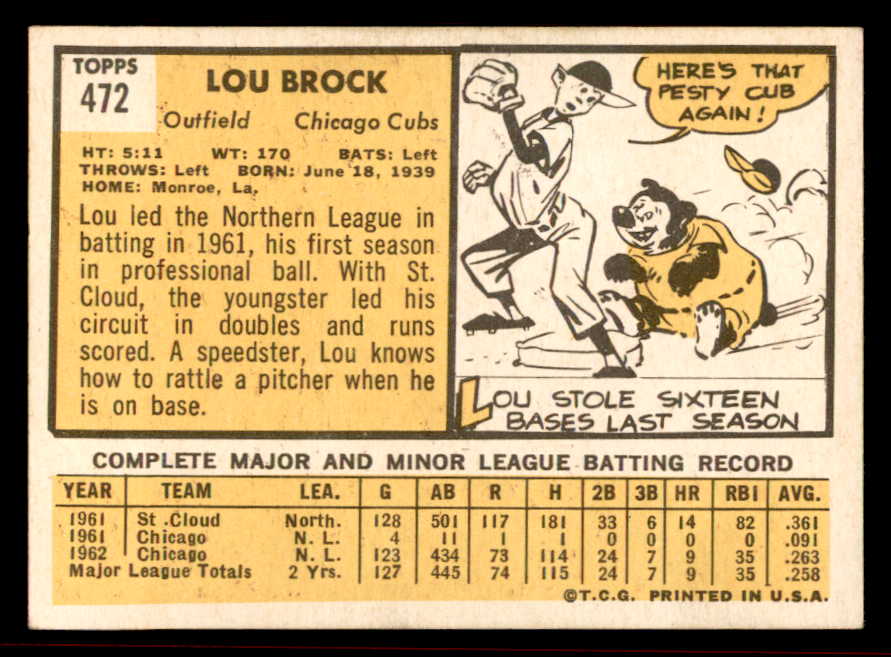 TOPPS
472
LOU BROCK
Outfield Chicago Cubs
HT: 5:11 WT: 170 BATS: Left
THROWS: Left BORN: June 18, 1939
HOME: Monroe, La.
Lou led the Northern League in
batting in 1961, his first season
in professional ball. With St.
Cloud, the youngster led his
circuit in doubles and runs
scored. A speedster, Lou knows
how to rattle a pitcher when he
is on base.
HERE'S THAT
PESTY CUB
AGAIN!
LOU STOLE SIXTEEN
BASES LAST SEASON
COMPLETE MAJOR AND MINOR LEAGUE BATTING RECORD
YEAR TEAM LEA. G AB R H 2B 3B HR RBI AVG.
1961 St. Cloud North. 128 501 117 181 33 6 14 82 .361
1961 Chicago N. L. 4 11 1 1 0 0 0 0 .091
1962 Chicago N. L. 123 434 73 114 24 7 9 35 .263
Major League Totals 2 Yrs. 127 445 74 115 24 7 9 35 .258
©T.C.G. PRINTED IN U.S.A.